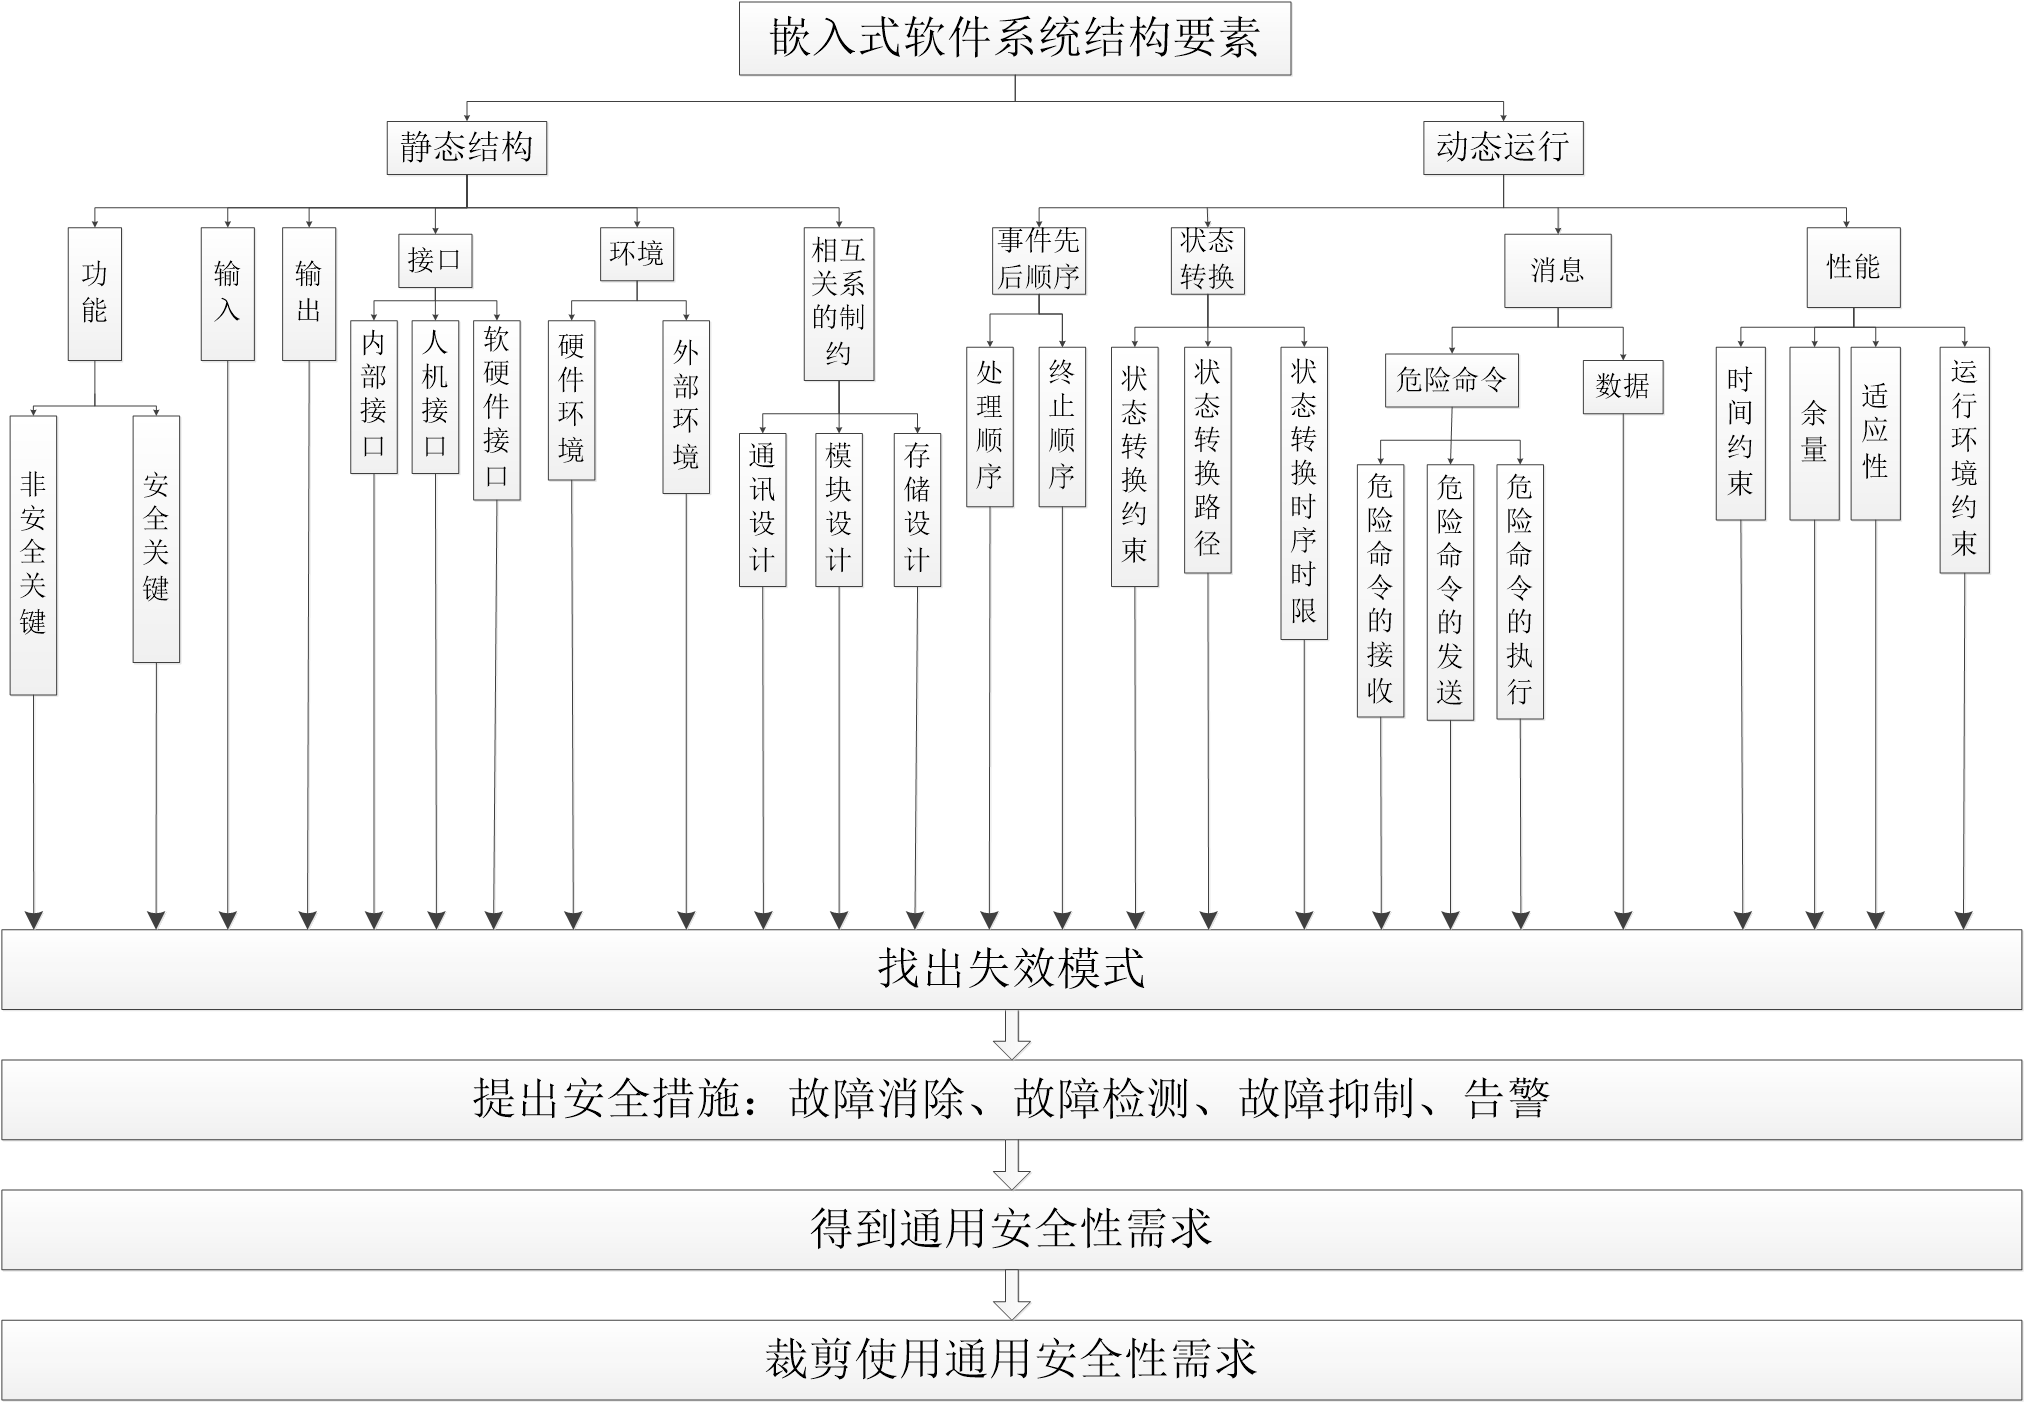 嵌入式软件系统结构要素
静态结构
动态运行
功能
输入
输出
接口
环境
相互
关系
的制
约
事件先
后顺序
状态
转换
消息
性能
内部接口
人机接口
软硬件接口
硬件环境
外部环境
处理顺序
终止顺序
状态转换约束
状态转换路径
状态转换时序时限
危险命令
数据
时间约束
余量
适应性
运行环境约束
非安全关键
安全关键
通讯设计
模块设计
存储设计
危险命令的接收
危险命令的发送
危险命令的执行
找出失效模式
提出安全措施：故障消除、故障检测、故障抑制、告警
得到通用安全性需求
裁剪使用通用安全性需求